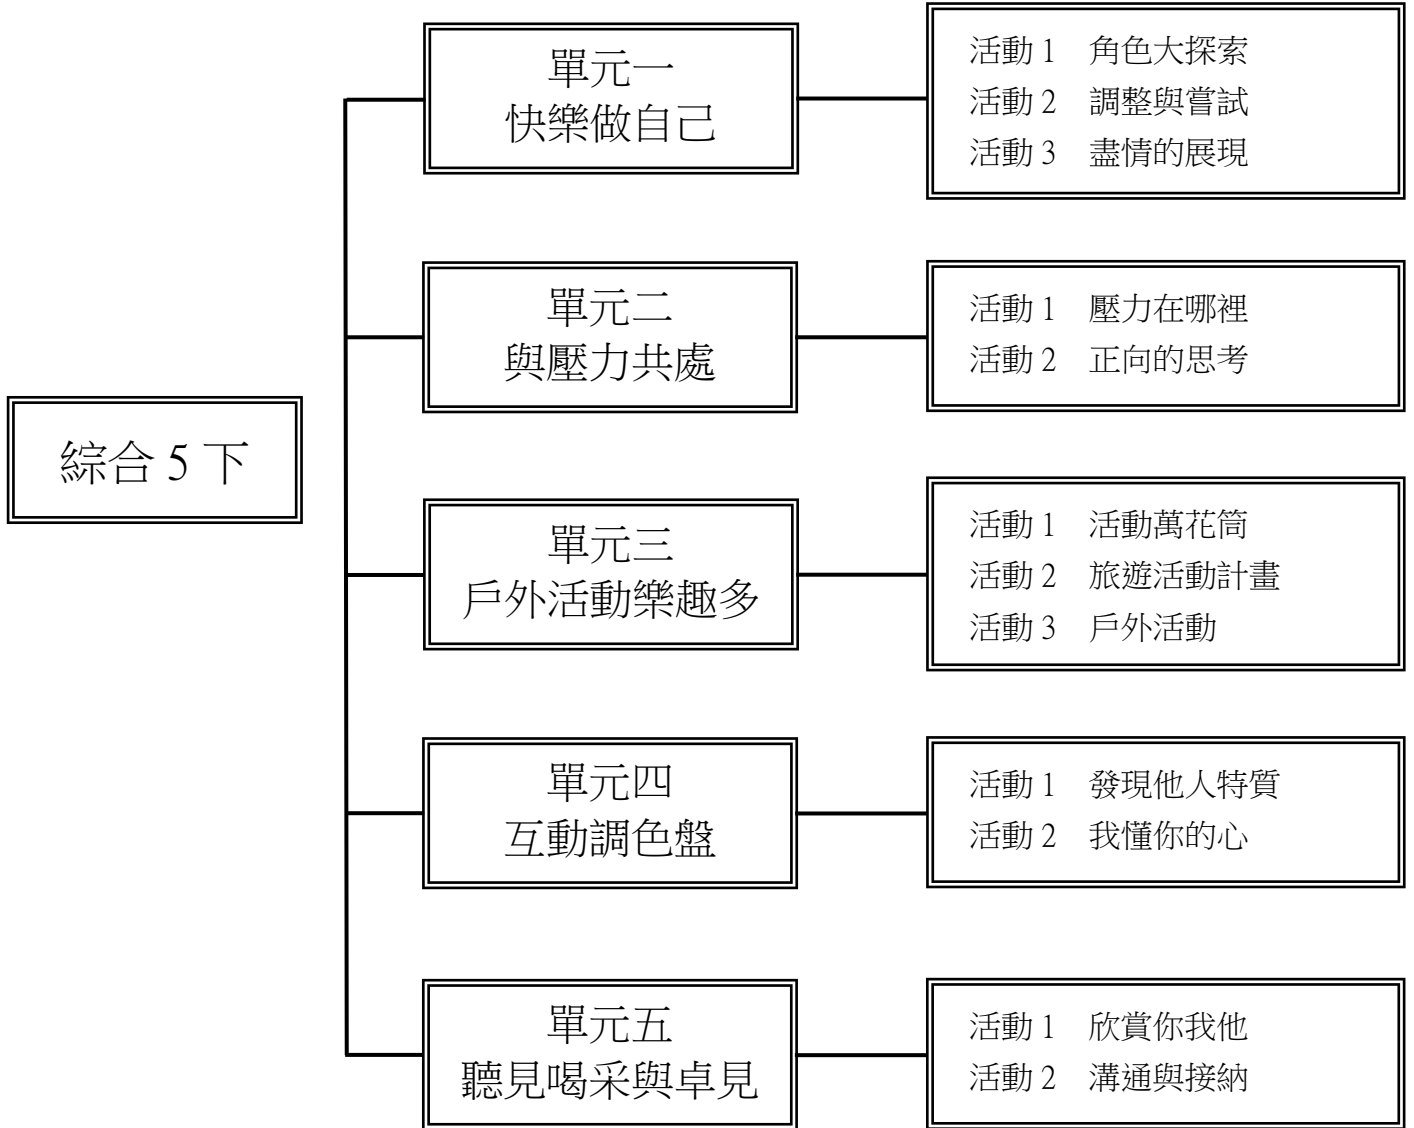 綜合 5 下
單元一
快樂做自己
活動 1 角色大探索
活動 2 調整與嘗試
活動 3 盡情的展現
單元二
與壓力共處
活動 1 壓力在哪裡
活動 2 正向的思考
單元三
戶外活動樂趣多
活動 1 活動萬花筒
活動 2 旅遊活動計畫
活動 3 戶外活動
單元四
互動調色盤
活動 1 發現他人特質
活動 2 我懂你的心
單元五
聽見喝采與卓見
活動 1 欣賞你我他
活動 2 溝通與接納